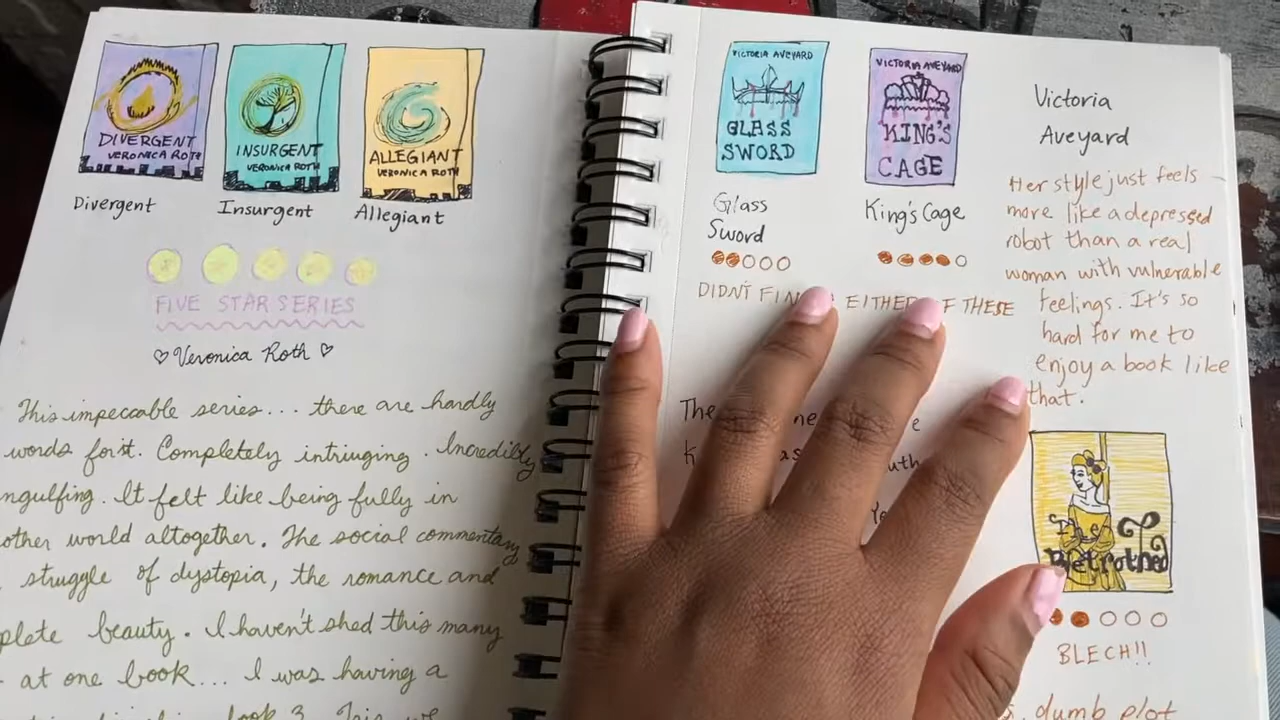 DIVERGENT
VERONICA ROTH
INSURGENT
VERONICA ROTH
ALLEGIANT
VERONICA ROTH
Divergent
Insurgent
Allegiant
FIVE STAR SERIES
♡ Veronica Roth ♡
This impeccable series... there are hardly
words for it. Completely intriuging. Incredibly
ngulfing. It felt like being fully in
other world altogether. The social commentary
struggle of dystopia, the romance and
plete beauty. I haven't shed this many
at one book... I was having a
book 3. This
VICTORIA AVEYARD
GLASS
SWORD
VICTORIA AVEYARD
KING'S
CAGE
Glass
Sword
King's Cage
DIDN'T FIN EITHER F THESE
The
Victoria
Aveyard
Her style just feels
more like a depressed
robot than a real
woman with vulnerable
feelings. It's so
hard for me to
enjoy a book like
that.
The
Betrothed
BLECH!!
dumb plot